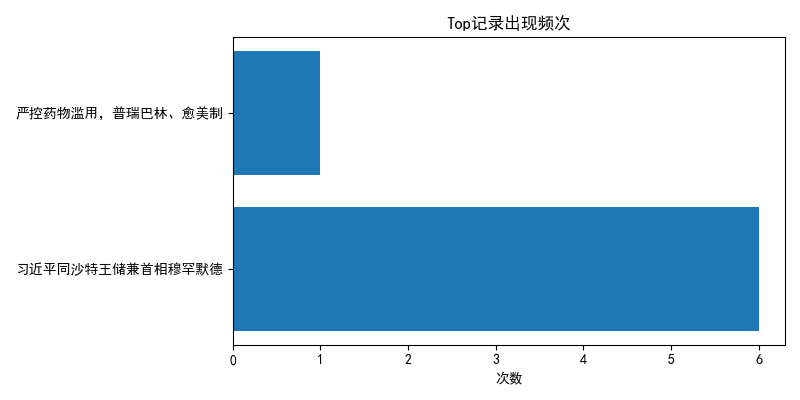 Top记录出现频次
严控药物滥用，普瑞巴林、愈美制
习近平同沙特王储兼首相穆罕默德
0 1 2 3 4 5 6
次数